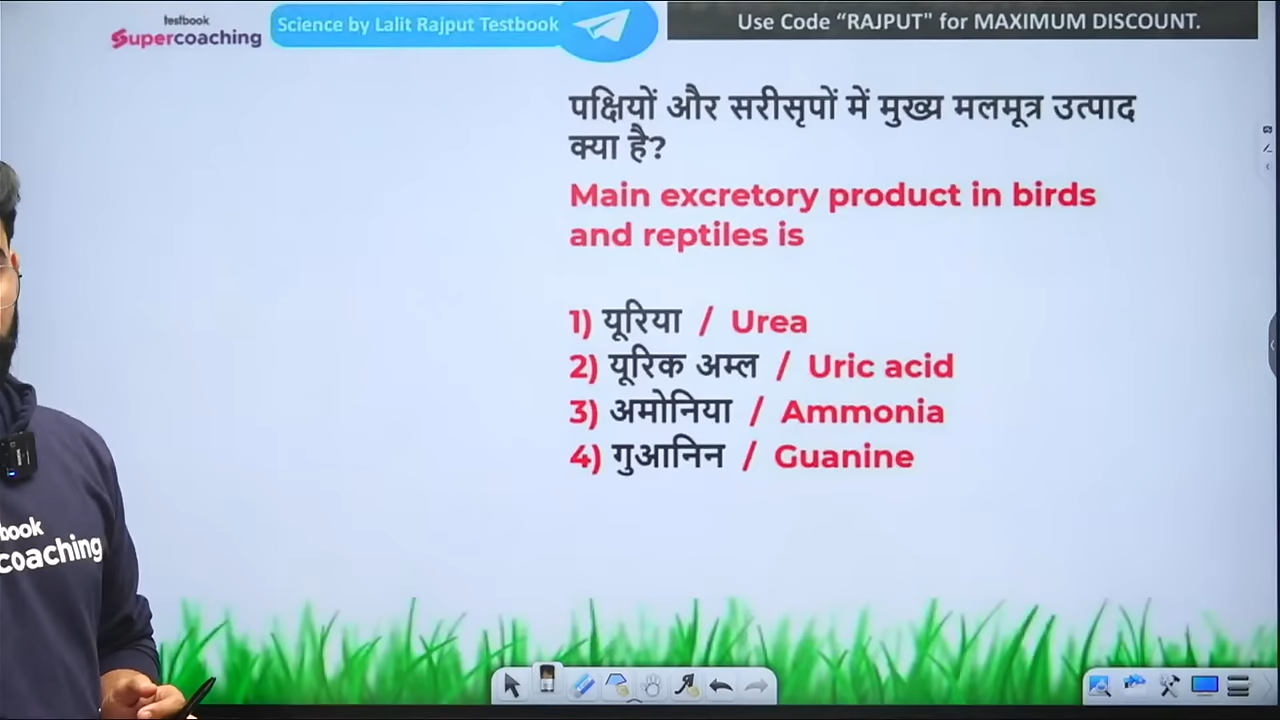 testbook
Supercoaching
Science by Lalit Rajput Testbook
Use Code “RAJPUT" for MAXIMUM DISCOUNT.
पक्षियों और सरीसृपों में मुख्य मलमूत्र उत्पाद
क्या है?
Main excretory product in birds
and reptiles is
1) यूरिया / Urea
2) यूरिक अम्ल / Uric acid
3) अमोनिया / Ammonia
4) गुआनिन / Guanine
book
coaching